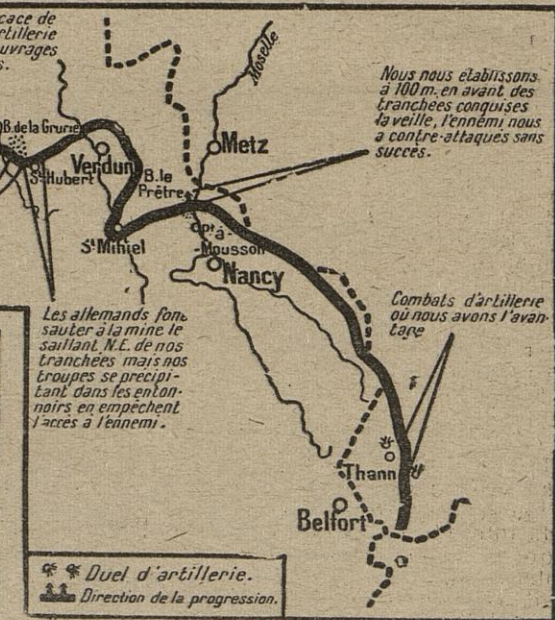 cace de
rtillerie
uvrages
s.
Moselle
Nous nous etablissons
à 100m. en avant des
tranchées conquises
la veille, l'ennemi nous
a contre-attaqués sans
succès.
B. de la Grurie
Metz
Verdun
St Hubert
B. le
Prêtre
St Mihiel
Pt-à-
-Mousson
Nancy
Les allemands font
sauter à la mine le
saillant N.E. de nos
tranchées mais nos
troupes se précipi-
tant dans les enton-
noirs en empêchent
l'accès à l'ennemi.
Combats d'artillerie
où nous avons l'avan-
tage
Thann
Belfort
Duel d'artillerie.
Direction de la progression.